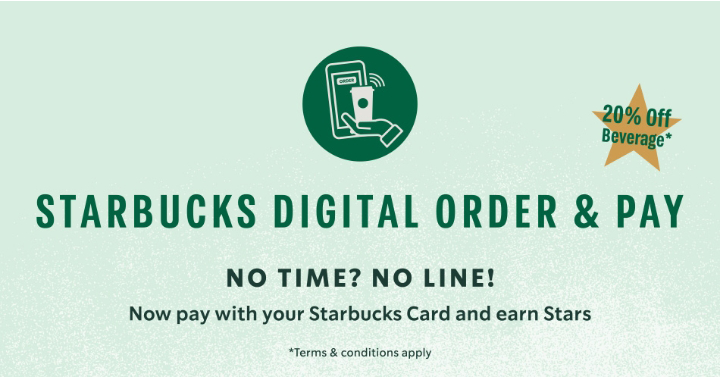 ORDER
20% Off
Beverage*
STARBUCKS DIGITAL ORDER & PAY
NO TIME? NO LINE!
Now pay with your Starbucks Card and earn Stars
*Terms & conditions apply